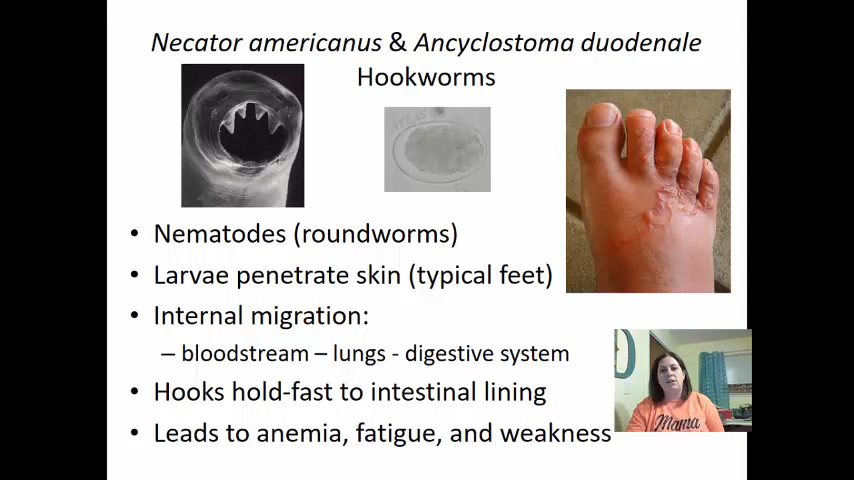 Necator americanus & Ancyclostoma duodenale
Hookworms
• Nematodes (roundworms)
• Larvae penetrate skin (typical feet)
• Internal migration:
– bloodstream – lungs - digestive system
• Hooks hold-fast to intestinal lining
• Leads to anemia, fatigue, and weakness
Mama